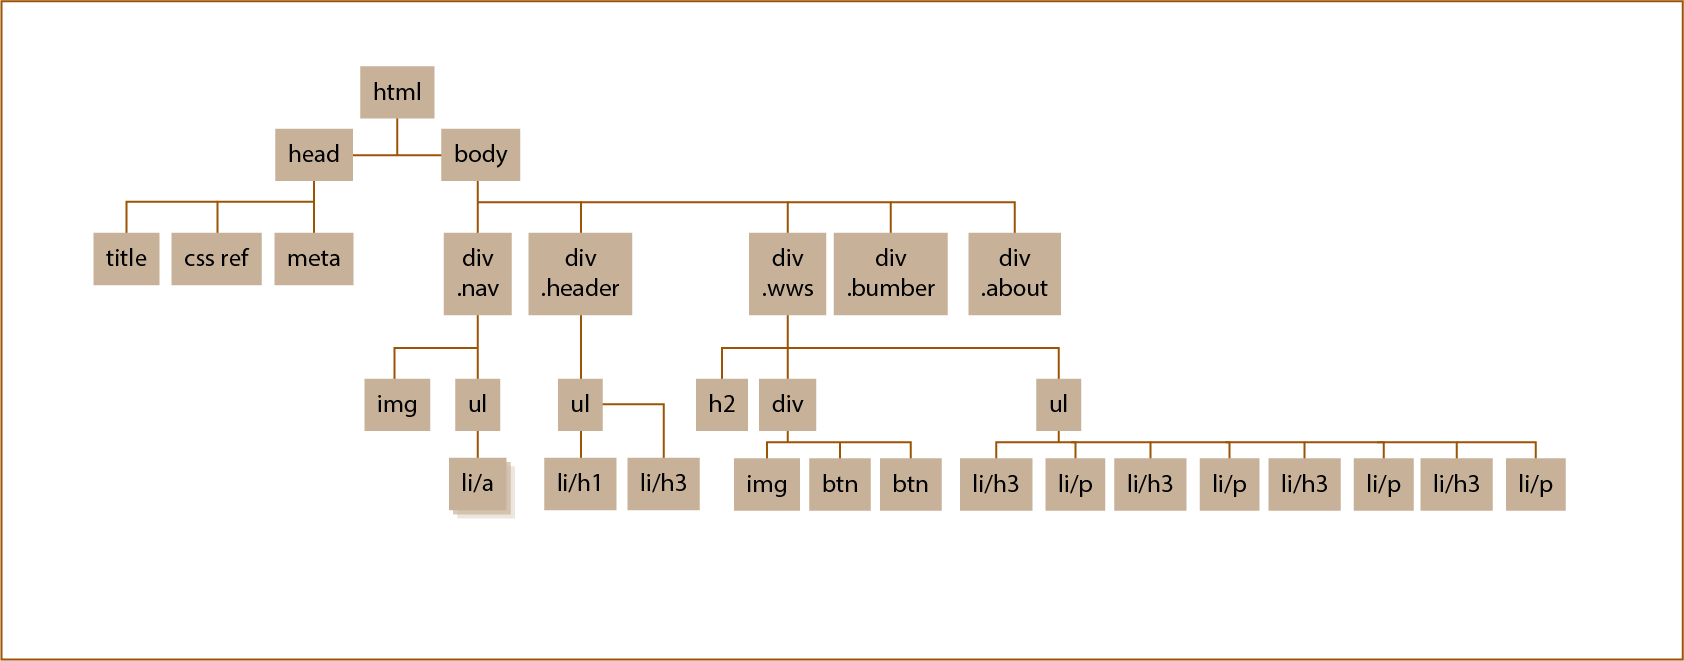 html
head
body
title
css ref
meta
div
.nav
div
.header
div
.wws
div
.bumber
div
.about
img
ul
ul
h2
div
ul
li/a
li/h1
li/h3
img
btn
btn
li/h3
li/p
li/h3
li/p
li/h3
li/p
li/h3
li/p